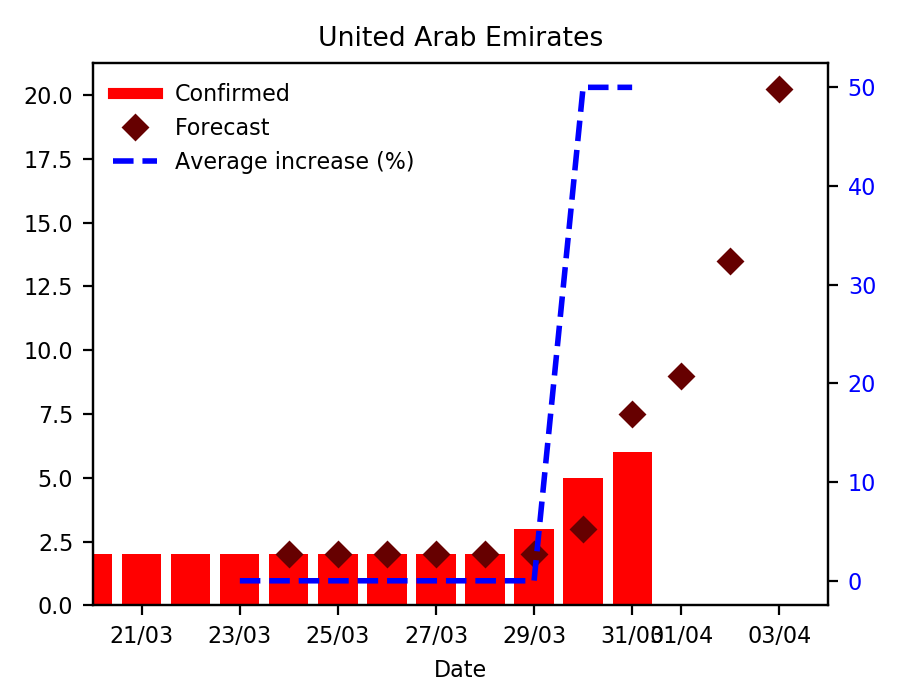 United Arab Emirates
Confirmed
Forecast
Average increase (%)
20.0
17.5
15.0
12.5
10.0
7.5
5.0
2.5
0.0
50
40
30
20
10
0
21/03 23/03 25/03 27/03 29/03 31/03 01/04 03/04
Date